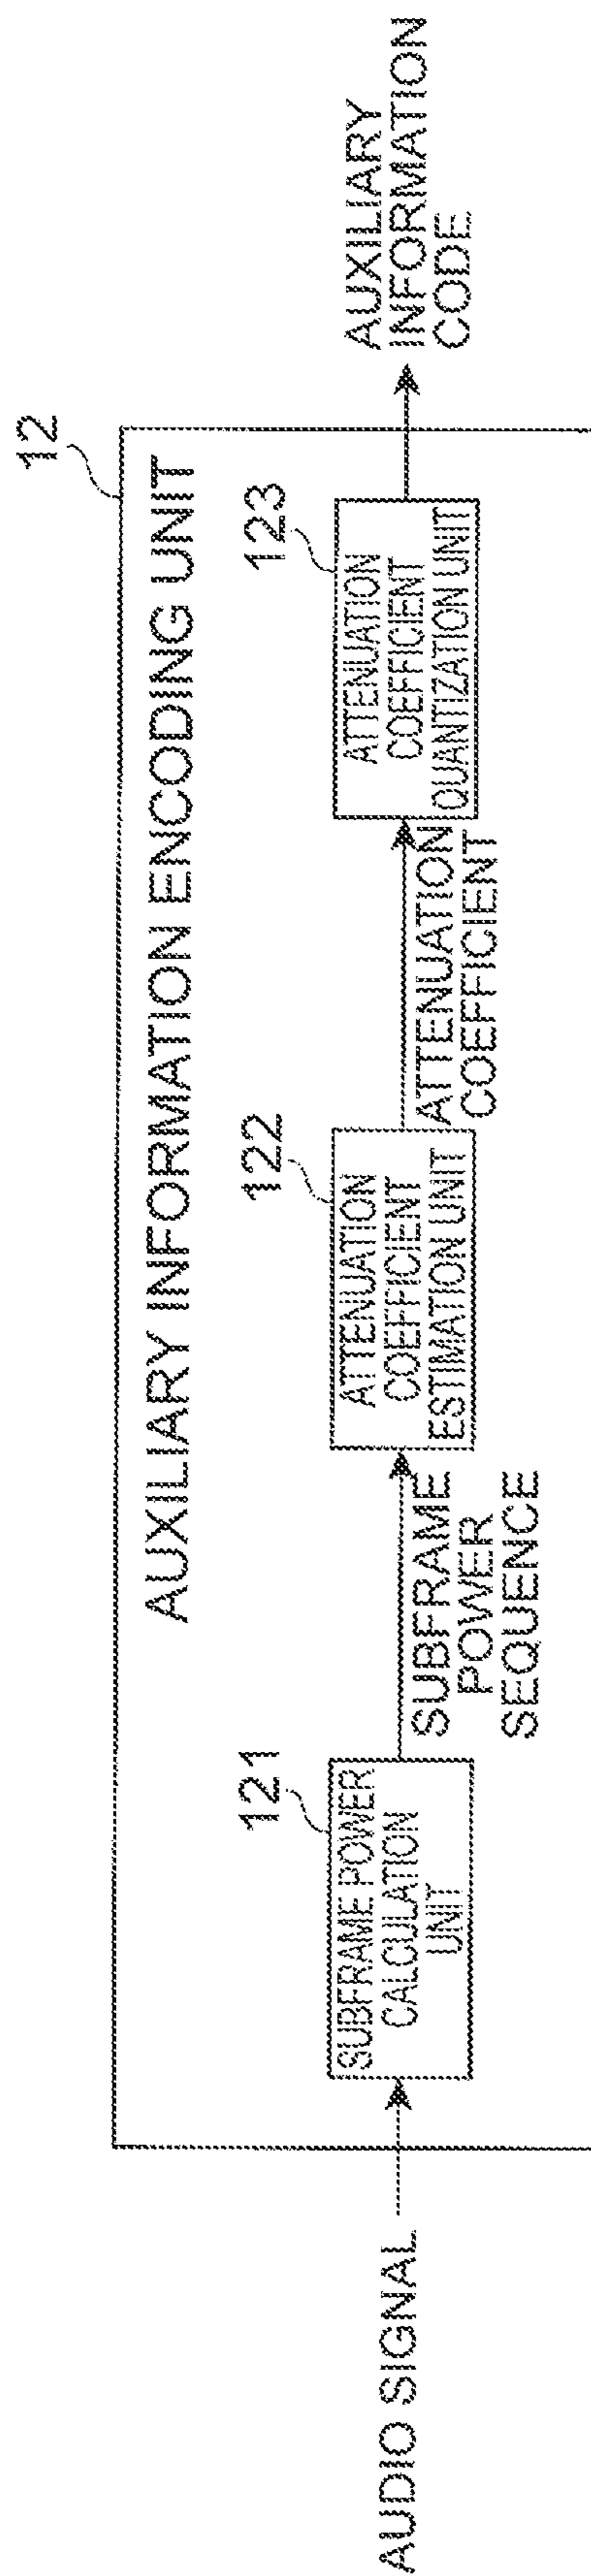 12
AUXILIARY INFORMATION ENCODING UNIT
AUDIO SIGNAL
121
SUBFRAME POWER
CALCULATION
UNIT
SUBFRAME
POWER
SEQUENCE
122
ATTENUATION
COEFFICIENT
ESTIMATION UNIT
ATTENUATION
COEFFICIENT
123
ATTENUATION
COEFFICIENT
QUANTIZATION UNIT
AUXILIARY
INFORMATION
CODE